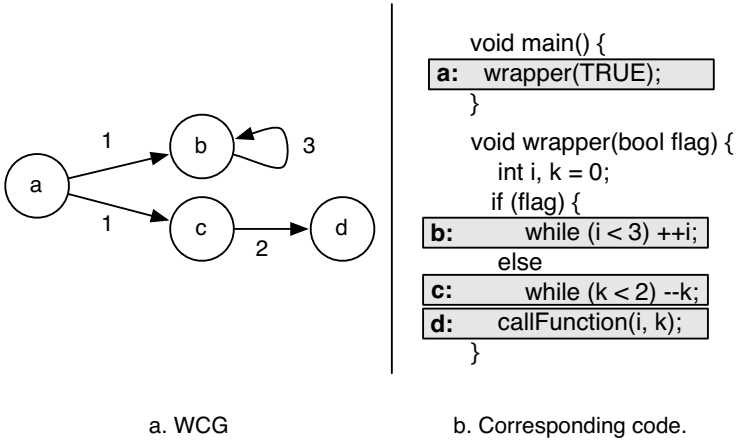 a
1
b
3
1
c
2
d
void main() {
a: wrapper(TRUE);
}
void wrapper(bool flag) {
int i, k = 0;
if (flag) {
b: while (i < 3) ++i;
else
c: while (k < 2) --k;
d: callFunction(i, k);
}
a. WCG
b. Corresponding code.